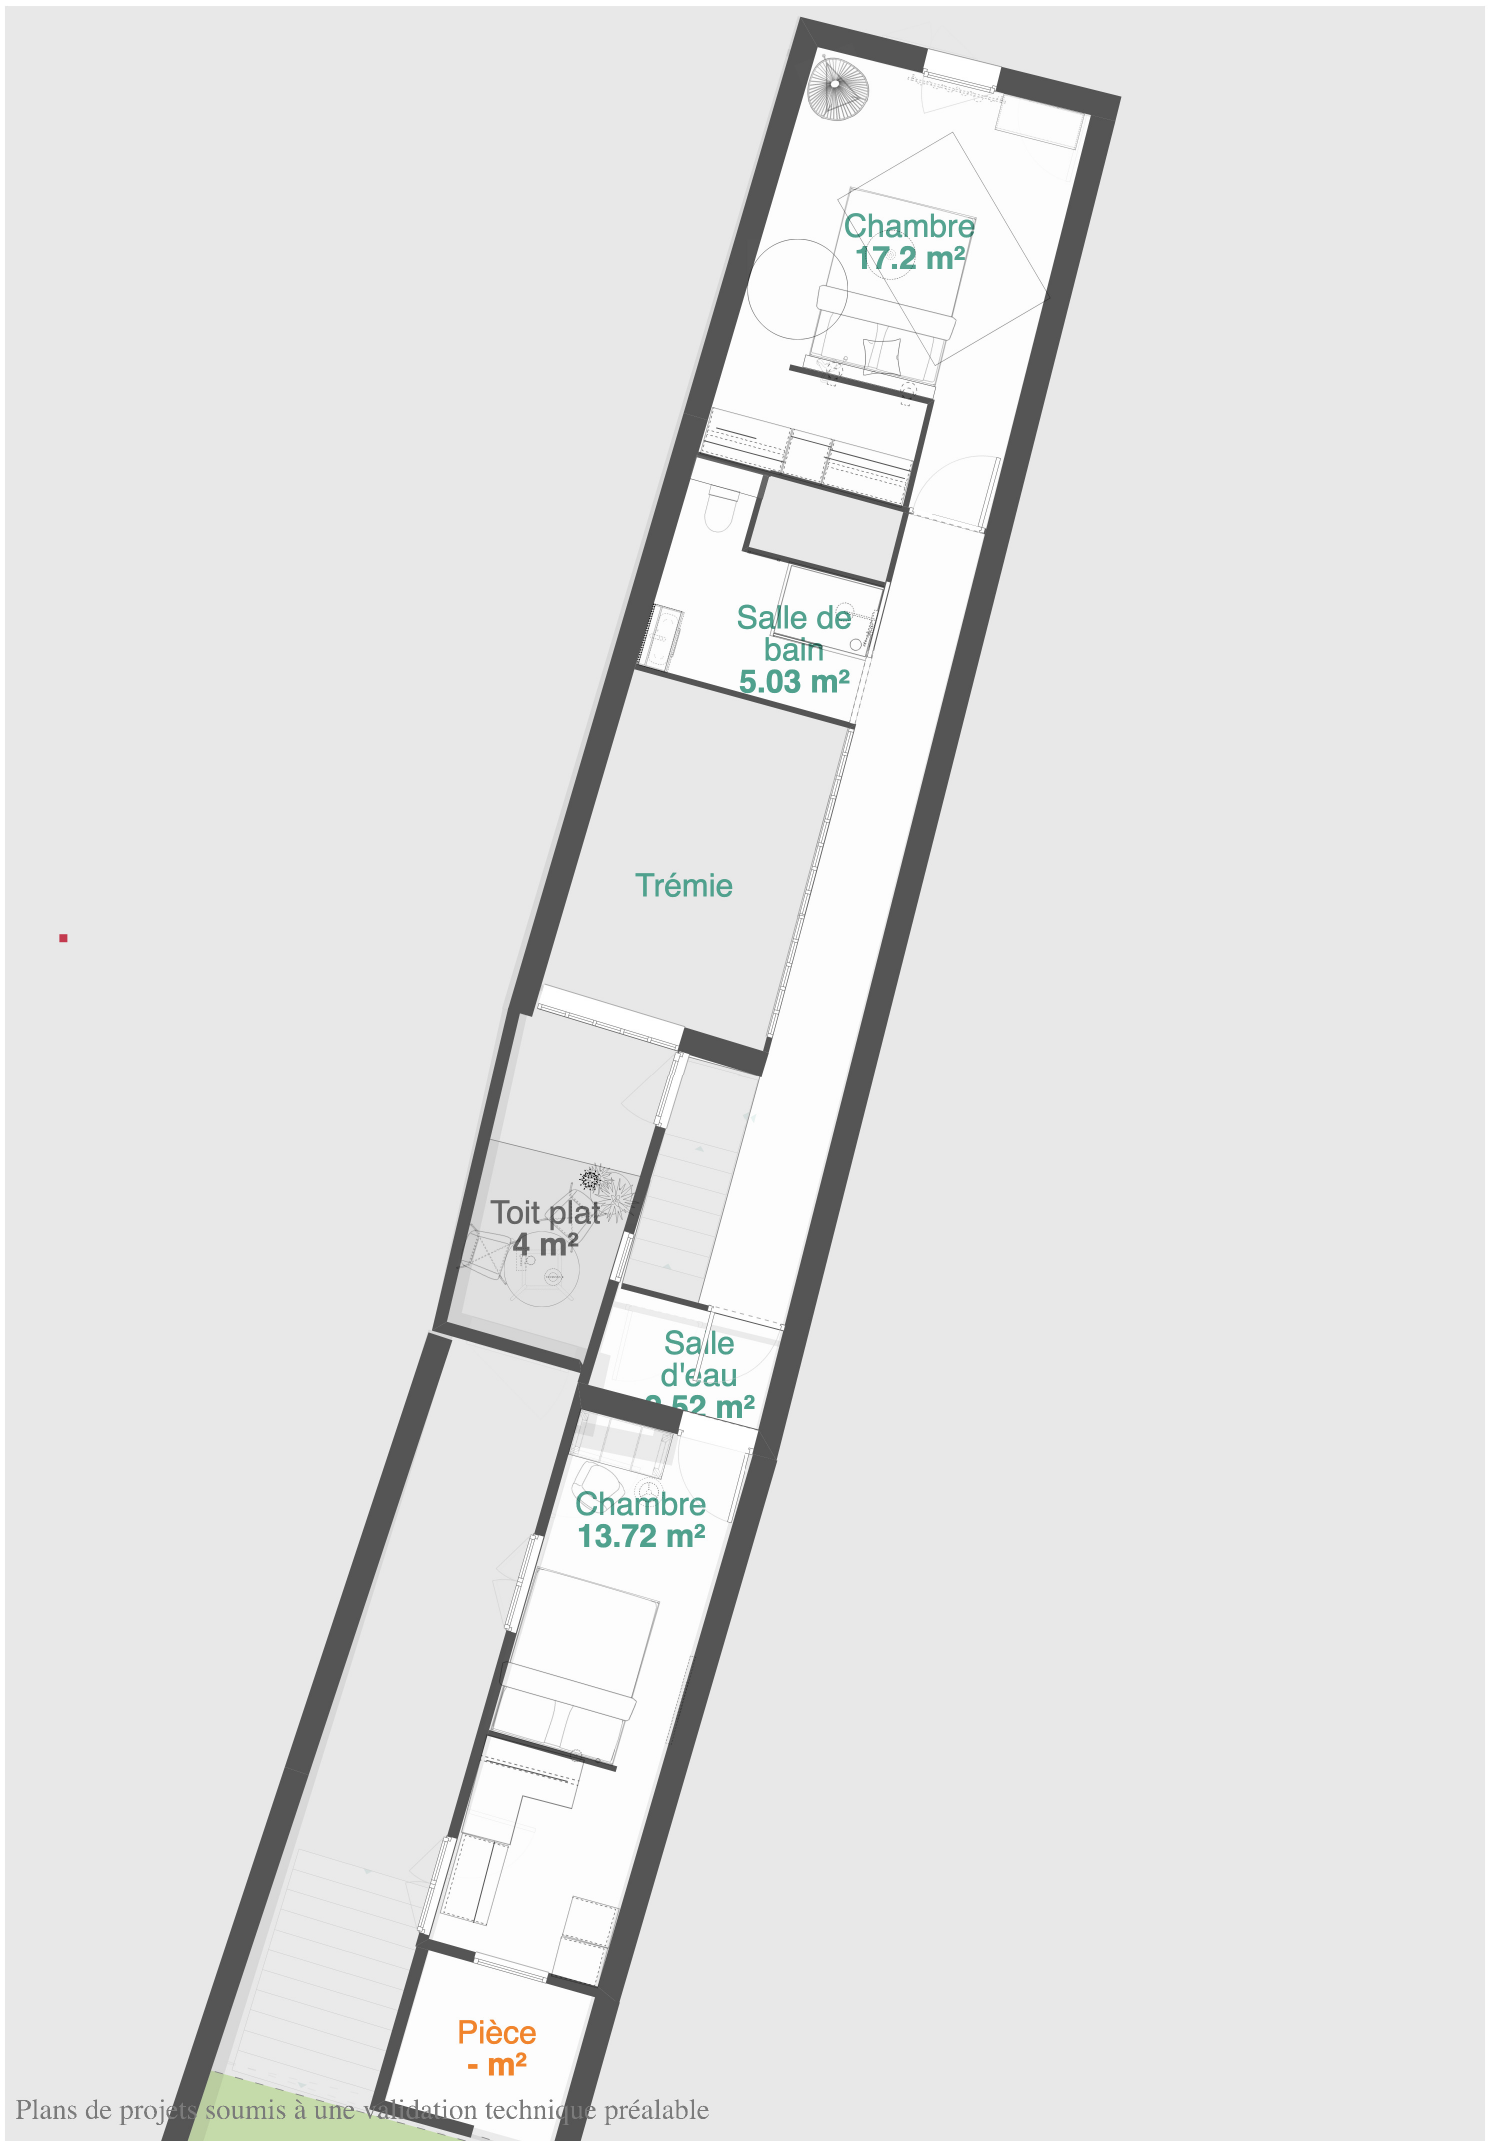 Chambre
17.2 m²
Salle de
bain
5.03 m²
Trémie
Toit plat
4 m²
Salle
d'eau
m²
Chambre
13.72 m²
Pièce
- m²
Plans de projets soumis à une validation technique préalable